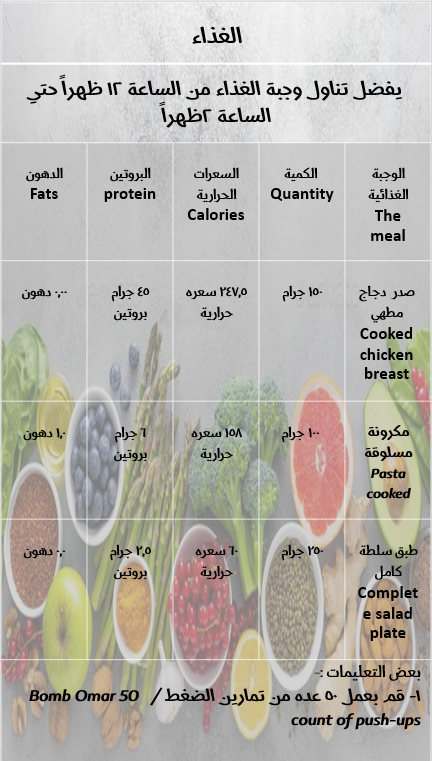 الغذاء
يفضل تناول وجبة الغذاء من الساعة ١٢ ظهراً حتي
الساعة ٢ظهراً
الوجبة
الغذائية
The
meal
الكمية
Quantity
السعرات
الحرارية
Calories
البروتين
protein
الدهون
Fats
صدر دجاج
مطهي
Cooked
chicken
breast
١٥٠ جرام
٢٤٧,٥ سعره
حرارية
٤٥ جرام
بروتين
٠,٠٠ دهون
مكرونة
مسلوقة
Pasta
cooked
١٠٠ جرام
١٥٨ سعره
حرارية
٦ جرام
بروتين
١,٠ دهون
طبق سلطة
كامل
Complet
e salad
plate
٢٥٠ جرام
٦٠ سعره
حرارية
٢,٥ جرام
بروتين
٠,٠ دهون
بعض التعليمات :-
١- قم بعمل ٥٠ عده من تمارين الضغط / Bomb Omar 50
count of push-ups